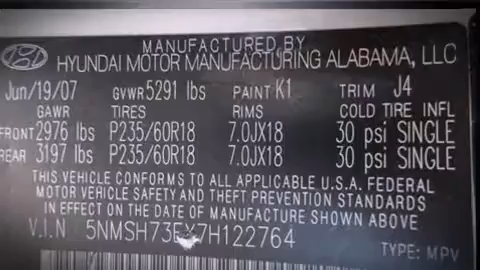 MANUFACTURED BY
HYUNDAI MOTOR MANUFACTURING ALABAMA, LLC
Jun/19/07 GVWR 5291 lbs PAINT K1 TRIM J4
GAWR TIRES RIMS COLD TIRE INFL
FRONT 2976 lbs P235/60R18 7.0JX18 30 psi SINGLE
REAR 3197 lbs P235/60R18 7.0JX18 30 psi SINGLE
THIS VEHICLE CONFORMS TO ALL APPLICABLE U.S.A. FEDERAL
MOTOR VEHICLE SAFETY AND THEFT PREVENTION STANDARDS
IN EFFECT ON THE DATE OF MANUFACTURE SHOWN ABOVE
V.I.N
TYPE: MPV